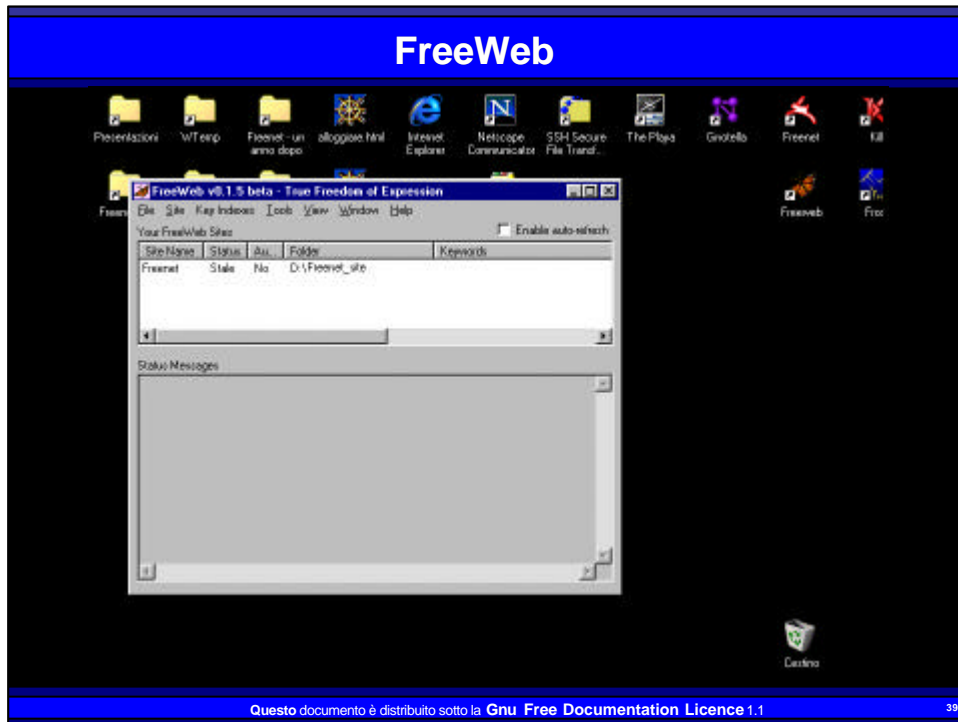 FreeWeb
Presentazioni
WTemp
Freenet - un anno dopo
alloggiare.html
Internet Explorer
Netscape Communicator
SSH Secure File Transf...
The Playa
Gnotella
Freenet
Kill
Freen
Freeweb
FreeWeb v0.1.5 beta - True Freedom of Expression
File Site Key Indexes Tools View Window Help
Your FreeWeb Sites
Enable auto-refresh
Site Name Status Au... Folder Keywords
Freenet Stale No D:\Freenet_site
Status Messages
Cestino
Questo documento è distribuito sotto la Gnu Free Documentation Licence 1.1
39